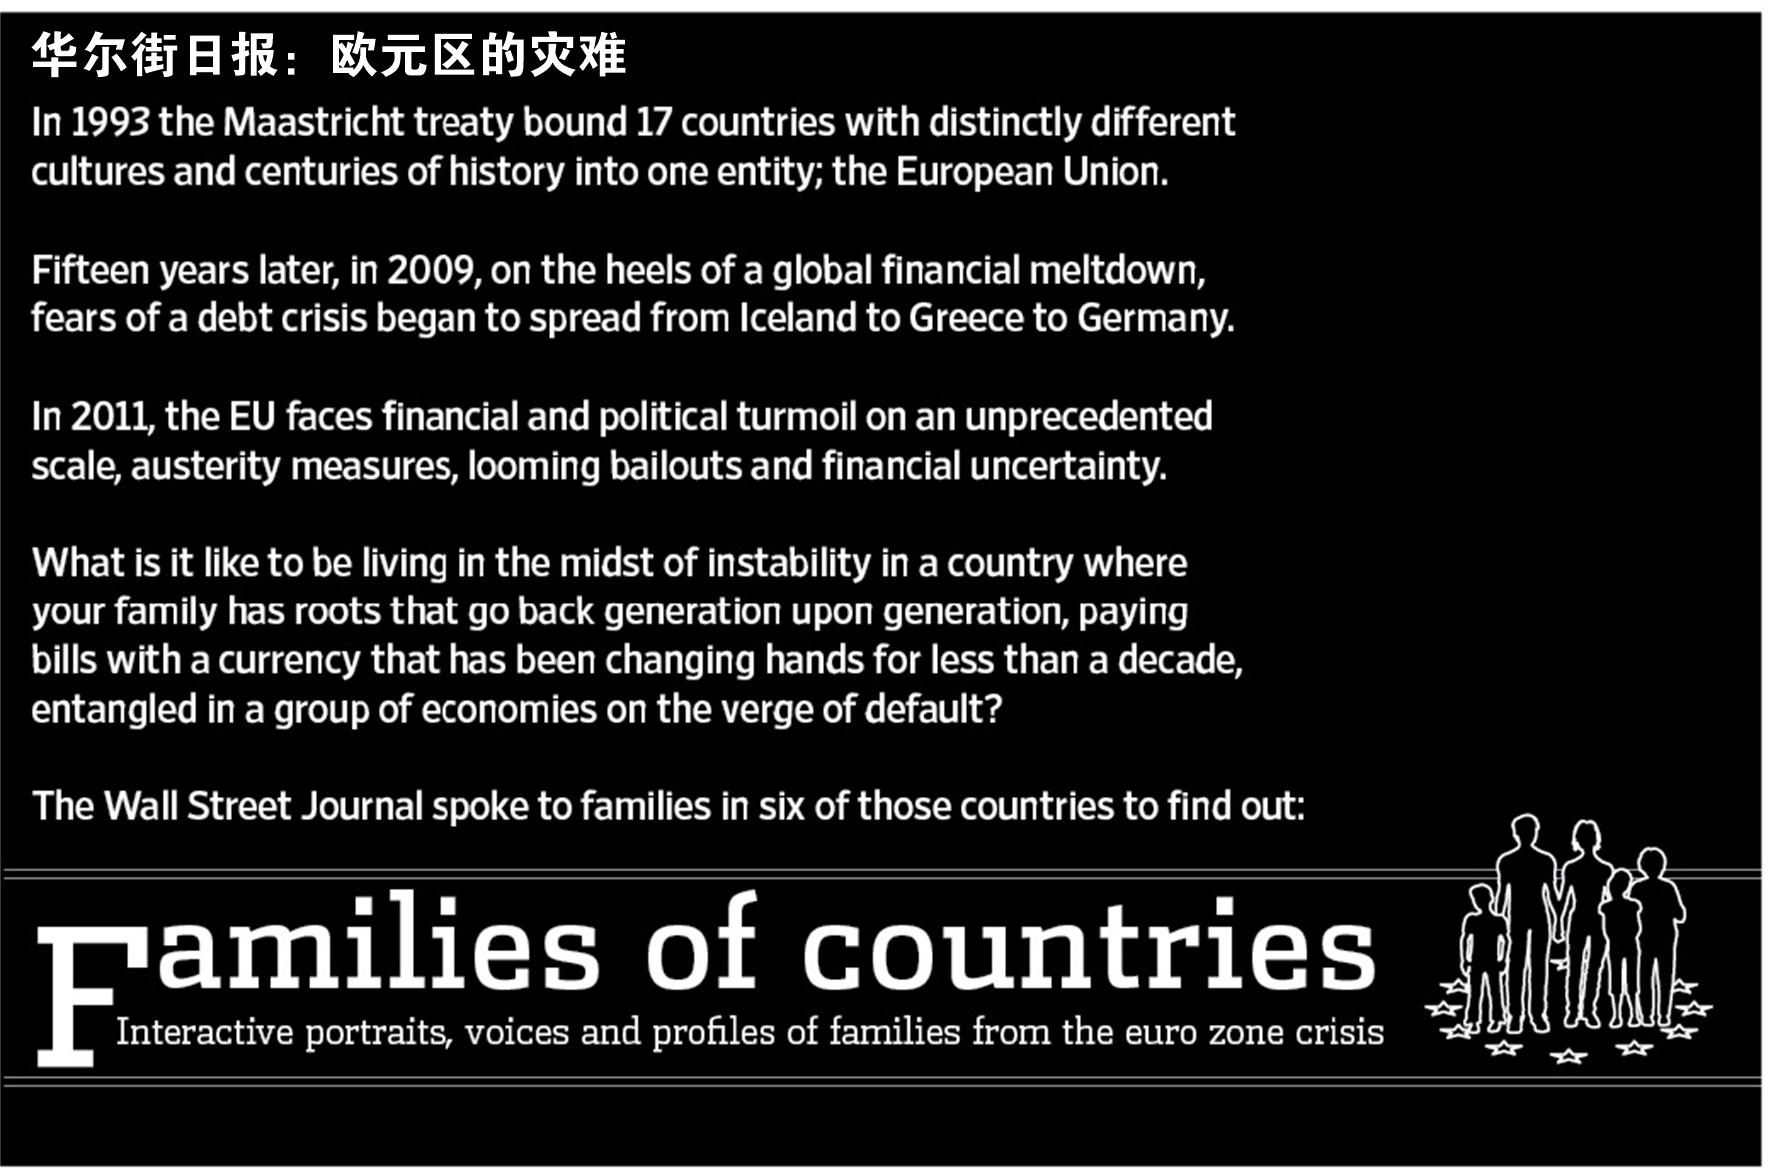 华尔街日报：欧元区的灾难
In 1993 the Maastricht treaty bound 17 countries with distinctly different
cultures and centuries of history into one entity; the European Union.
Fifteen years later, in 2009, on the heels of a global financial meltdown,
fears of a debt crisis began to spread from Iceland to Greece to Germany.
In 2011, the EU faces financial and political turmoil on an unprecedented
scale, austerity measures, looming bailouts and financial uncertainty.
What is it like to be living in the midst of instability in a country where
your family has roots that go back generation upon generation, paying
bills with a currency that has been changing hands for less than a decade,
entangled in a group of economies on the verge of default?
The Wall Street Journal spoke to families in six of those countries to find out:
Families of countries
Interactive portraits, voices and profiles of families from the euro zone crisis